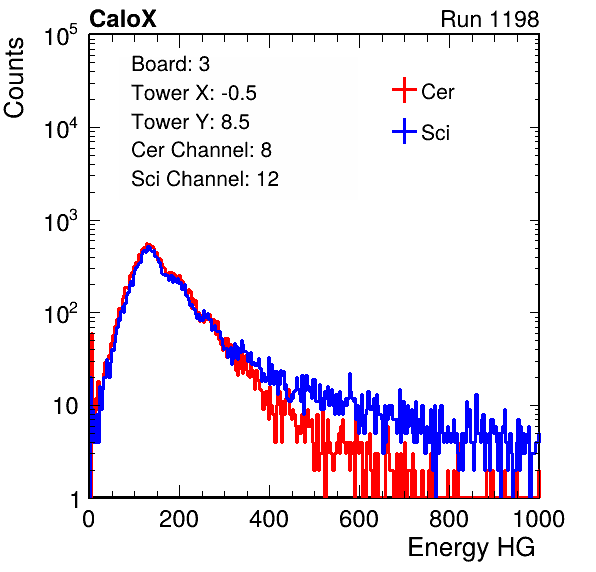 CaloX Run 1198
Counts
10^5
10^4
10^3
10^2
10
1
Board: 3
Tower X: -0.5
Tower Y: 8.5
Cer Channel: 8
Sci Channel: 12
Cer
Sci
0 200 400 600 800 1000
Energy HG